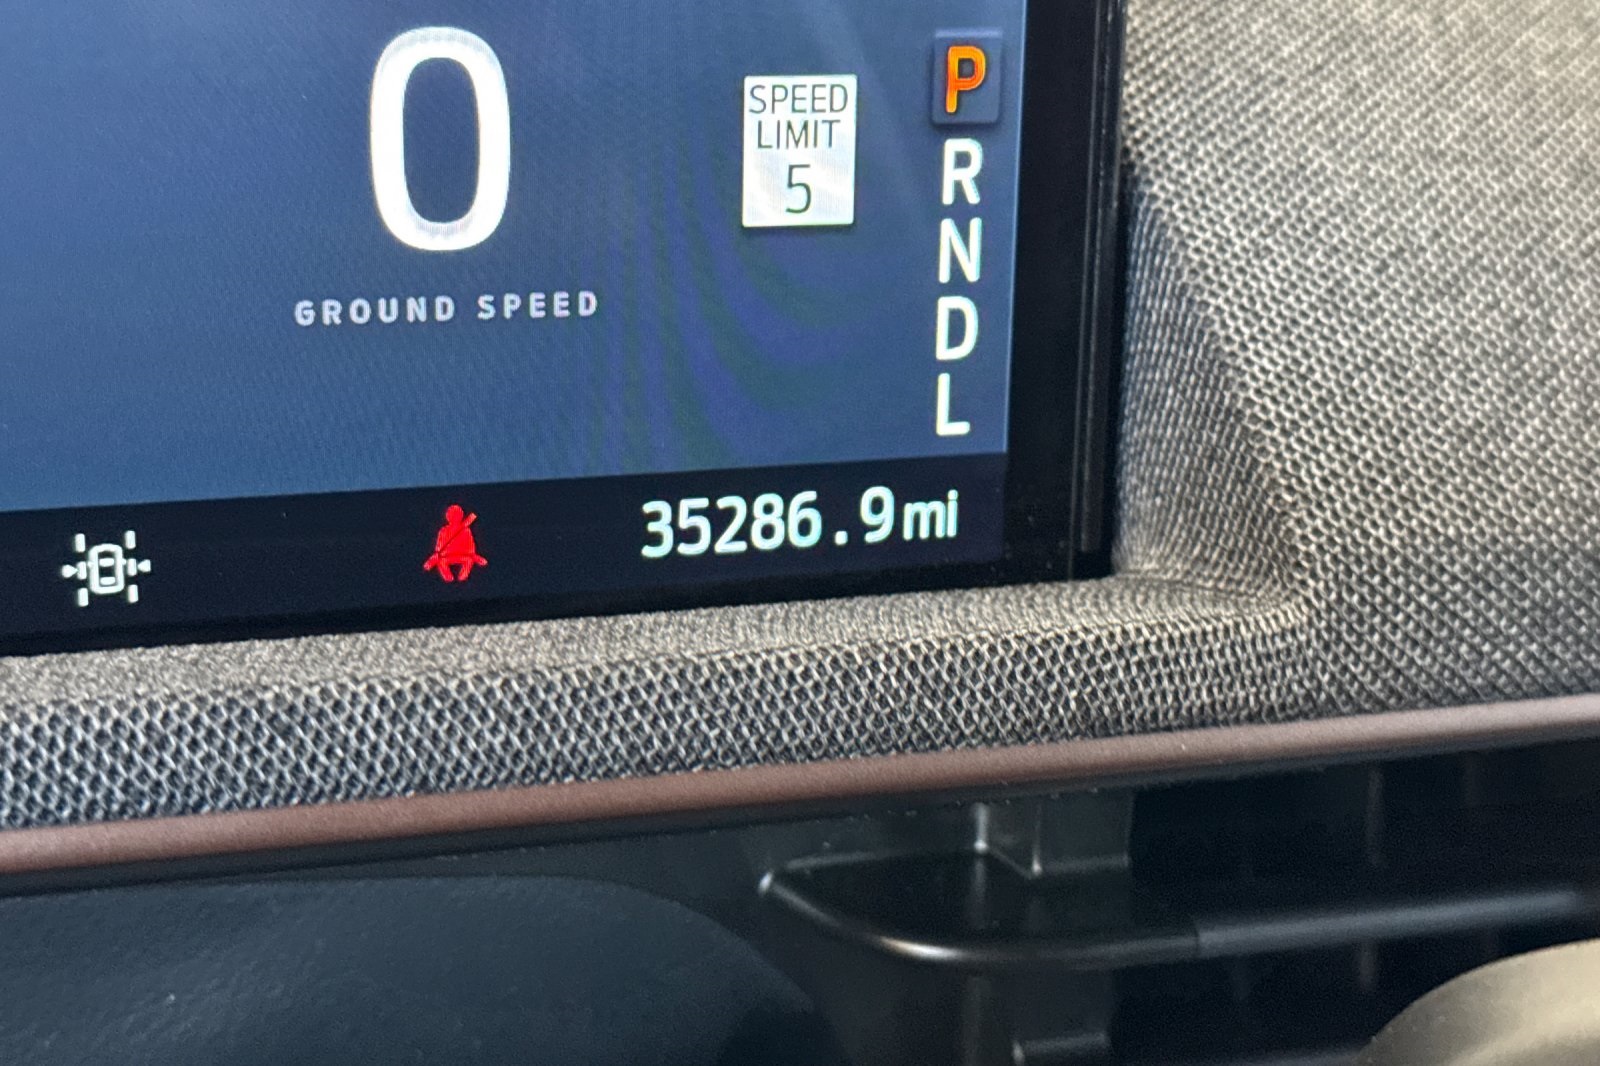 0
GROUND SPEED
SPEED
LIMIT
5
P
R
N
D
L
35286.9mi